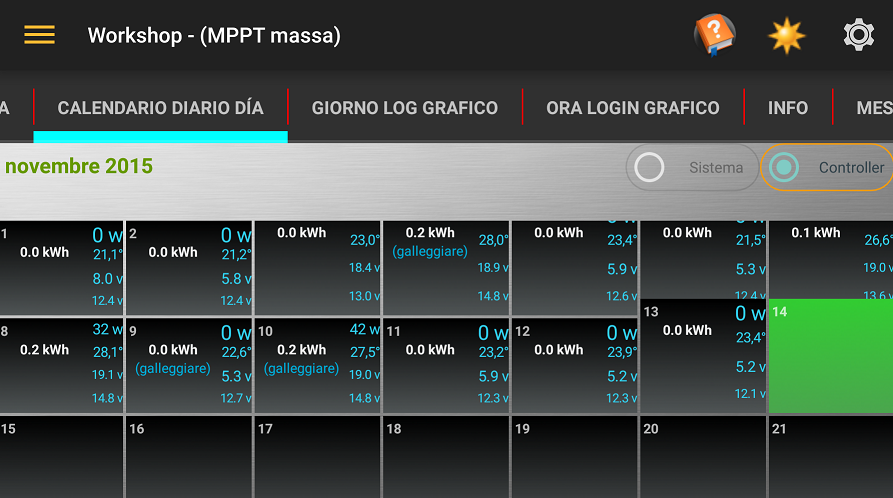 Workshop - (MPPT massa)
A CALENDARIO DIARIO DÍA GIORNO LOG GRAFICO ORA LOGIN GRAFICO INFO MES
novembre 2015 Sistema Controller
1 0 w 2 0 w
0.0 kWh 0.0 kWh 0.0 kWh 0.2 kWh 0.0 kWh 0.0 kWh 0.1 kWh
21,1° 21,2° 23,0° 28,0° 23,4° 21,5° 26,6°
(galleggiare)
8.0 v 5.8 v 18.4 v 18.9 v 5.9 v 5.3 v 19.0 v
12.4 v 12.4 v 13.0 v 14.8 v 12.6 v 12.4 v 13.6 v
8 32 w 9 0 w 10 42 w 11 0 w 12 0 w 13 0 w 14
0.2 kWh 0.0 kWh 0.2 kWh 0.0 kWh 0.0 kWh 0.0 kWh
28,1° 22,6° 27,5° 23,2° 23,9° 23,4°
(galleggiare) (galleggiare)
19.1 v 5.3 v 19.0 v 5.9 v 5.2 v 5.2 v
14.8 v 12.7 v 14.8 v 12.3 v 12.3 v 12.1 v
15 16 17 18 19 20 21